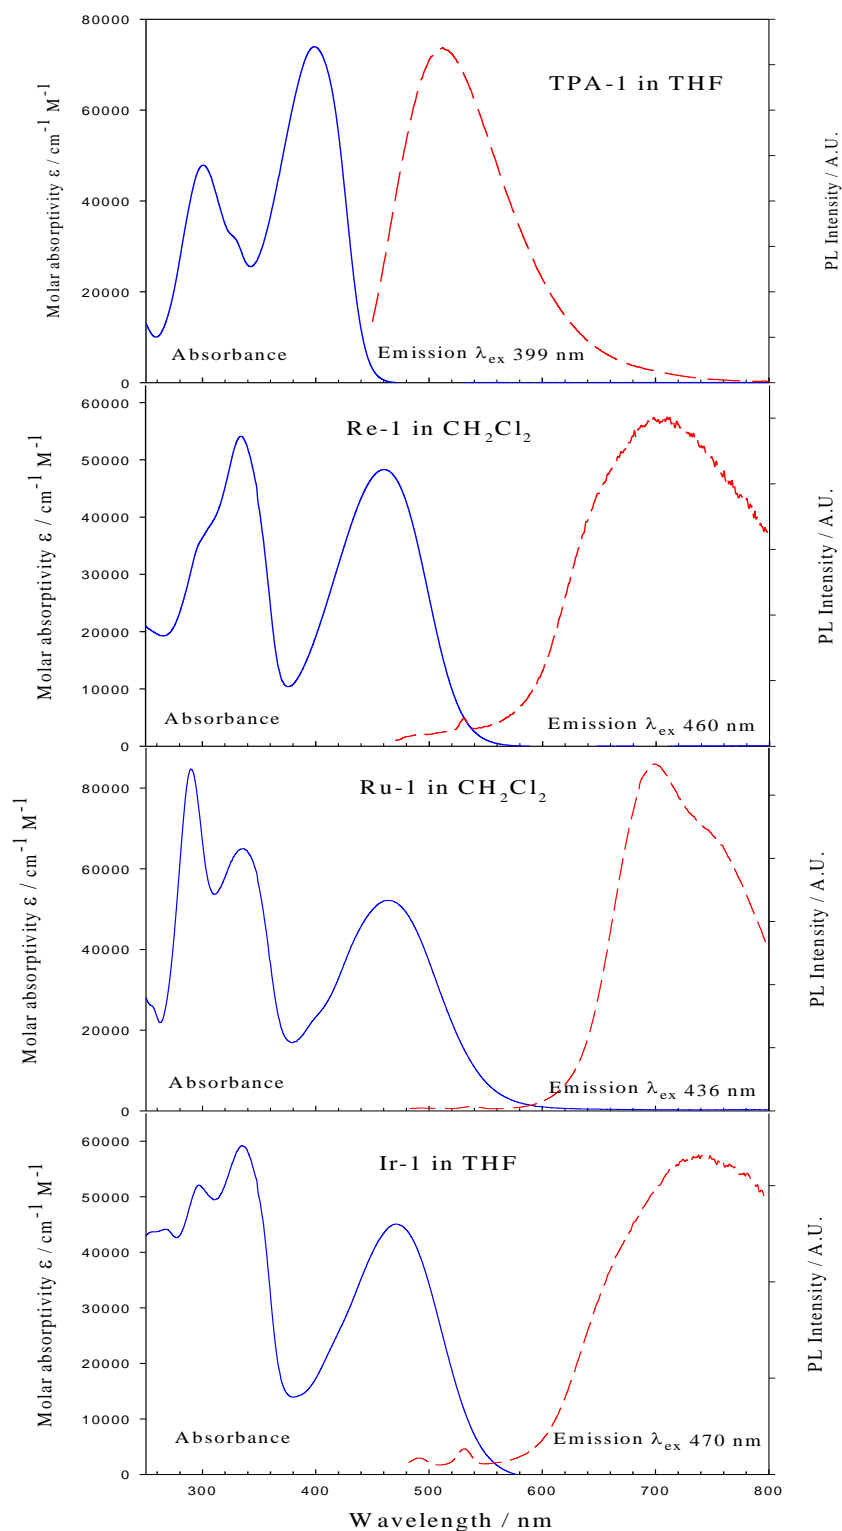 80000
60000
40000
20000
0
Molar absorptivity ε / cm⁻¹ M⁻¹
TPA-1 in THF
Absorbance
Emission λₑₓ 399 nm
PL Intensity / A.U.
60000
50000
40000
30000
20000
10000
0
Molar absorptivity ε / cm⁻¹ M⁻¹
Re-1 in CH₂Cl₂
Absorbance
Emission λₑₓ 460 nm
PL Intensity / A.U.
80000
60000
40000
20000
0
Molar absorptivity ε / cm⁻¹ M⁻¹
Ru-1 in CH₂Cl₂
Absorbance
Emission λₑₓ 436 nm
PL Intensity / A.U.
60000
50000
40000
30000
20000
10000
0
Molar absorptivity ε / cm⁻¹ M⁻¹
Ir-1 in THF
Absorbance
Emission λₑₓ 470 nm
PL Intensity / A.U.
300 400 500 600 700 800
Wavelength / nm